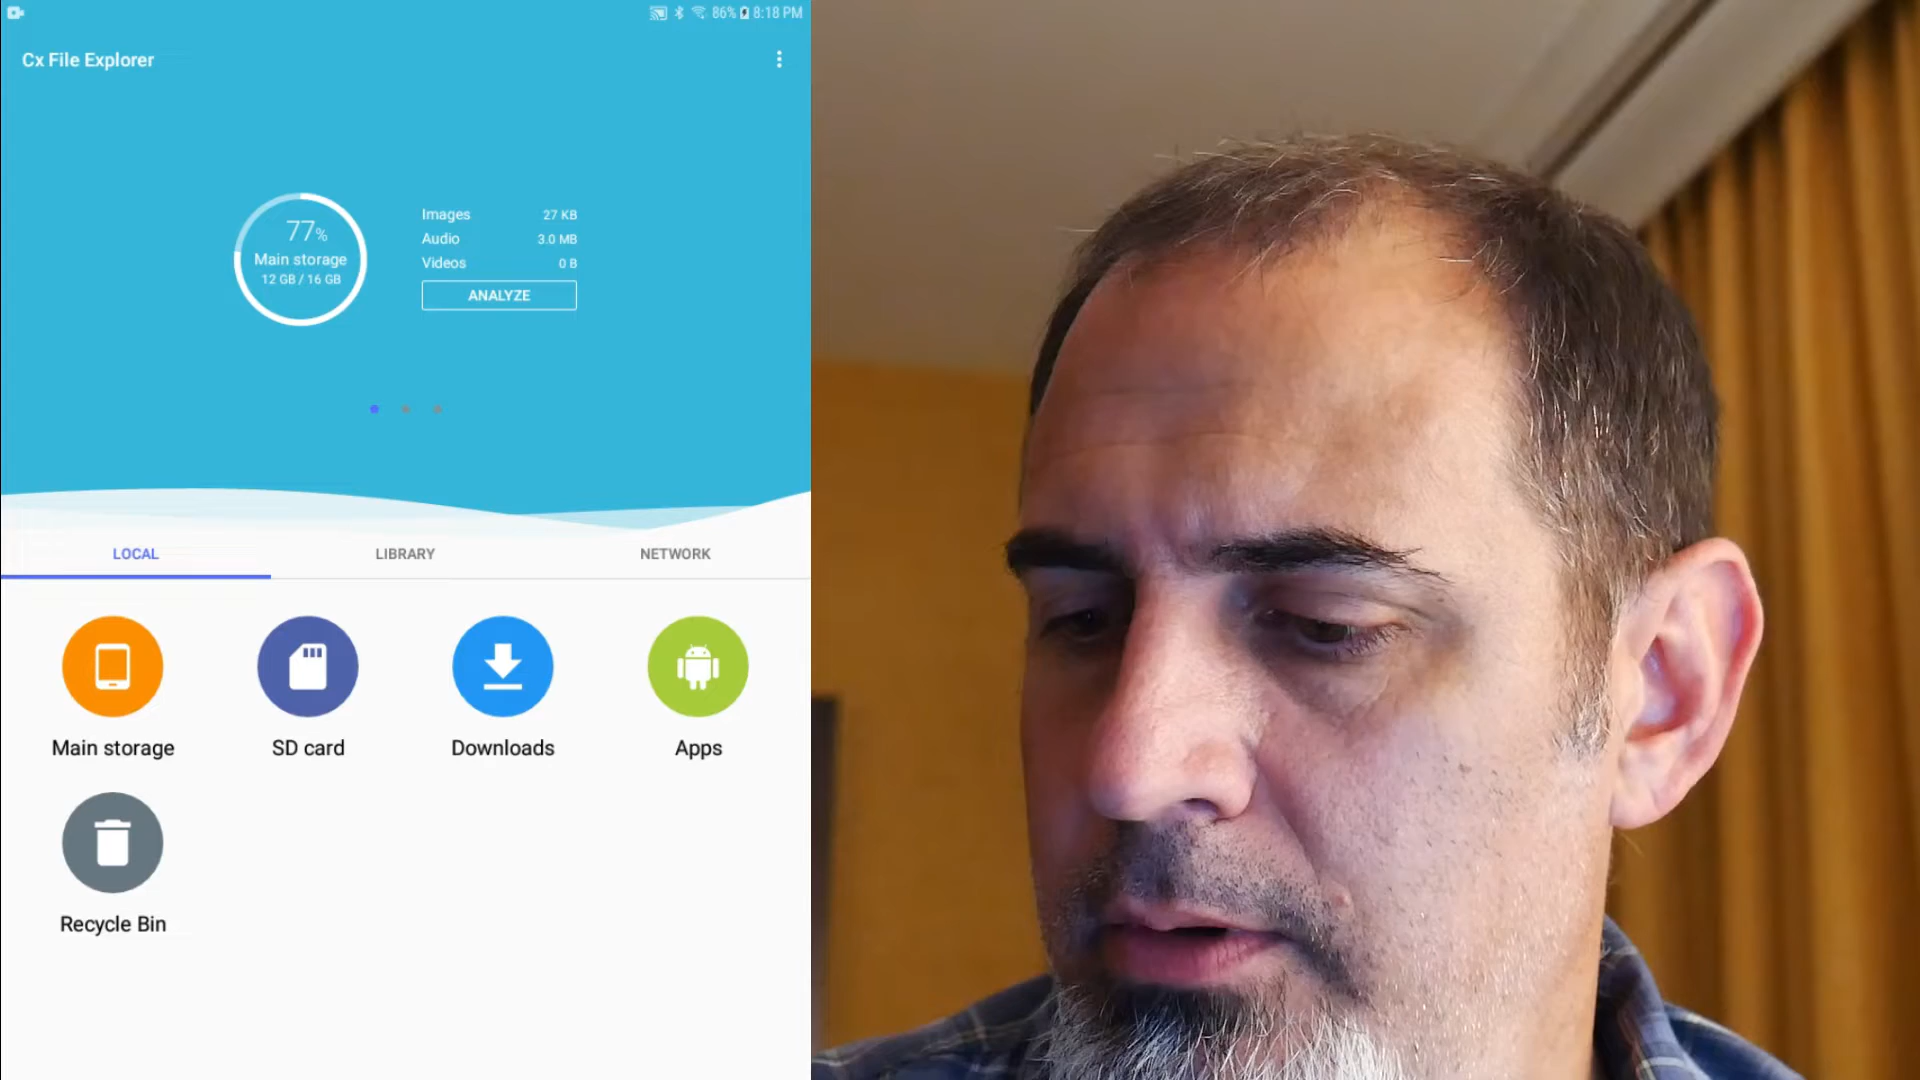 86% 8:18 PM
Cx File Explorer
77%
Main storage
12 GB / 16 GB
Images 27 KB
Audio 3.0 MB
Videos 0 B
ANALYZE
LOCAL LIBRARY NETWORK
Main storage SD card Downloads Apps
Recycle Bin